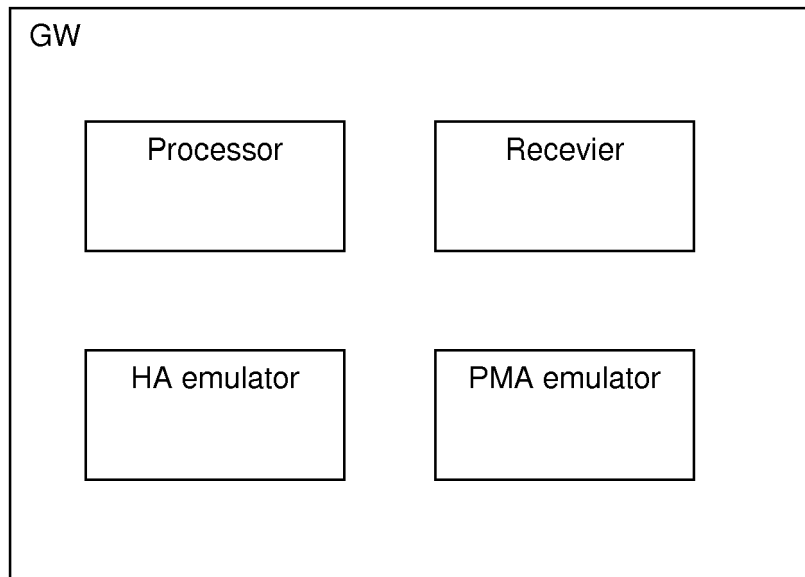 GW
Processor
Recevier
HA emulator
PMA emulator